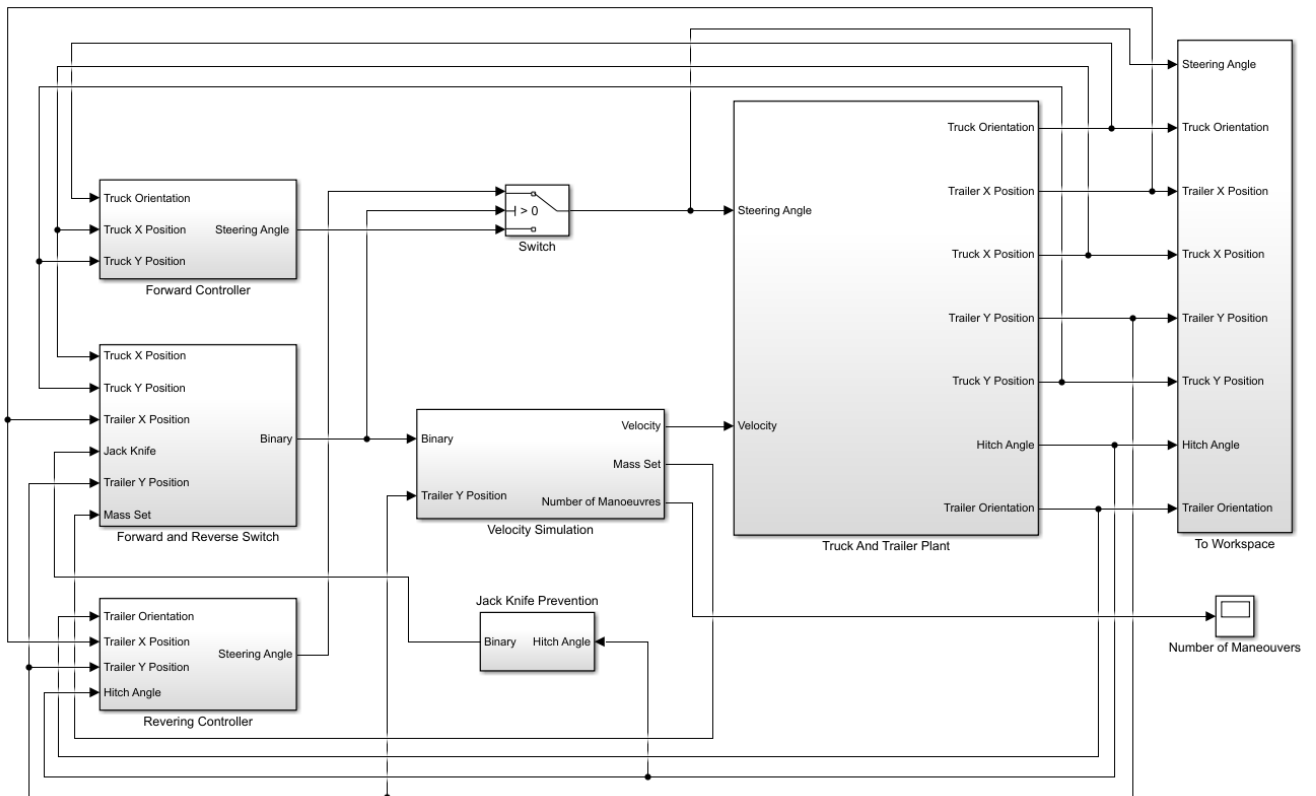 Steering Angle
Truck Orientation
Trailer X Position
Truck X Position
Trailer Y Position
Truck Y Position
Hitch Angle
Trailer Orientation
To Workspace
Truck Orientation
Trailer X Position
Steering Angle
Truck X Position
Trailer Y Position
Truck Y Position
Velocity
Hitch Angle
Trailer Orientation
Truck And Trailer Plant
Truck Orientation
Truck X Position
Steering Angle
Truck Y Position
Forward Controller
> 0
Switch
Truck X Position
Truck Y Position
Trailer X Position
Binary
Jack Knife
Trailer Y Position
Mass Set
Forward and Reverse Switch
Velocity
Binary
Mass Set
Trailer Y Position
Number of Manoeuvres
Velocity Simulation
Trailer Orientation
Trailer X Position
Steering Angle
Trailer Y Position
Hitch Angle
Revering Controller
Jack Knife Prevention
Binary
Hitch Angle
Number of Maneouvers